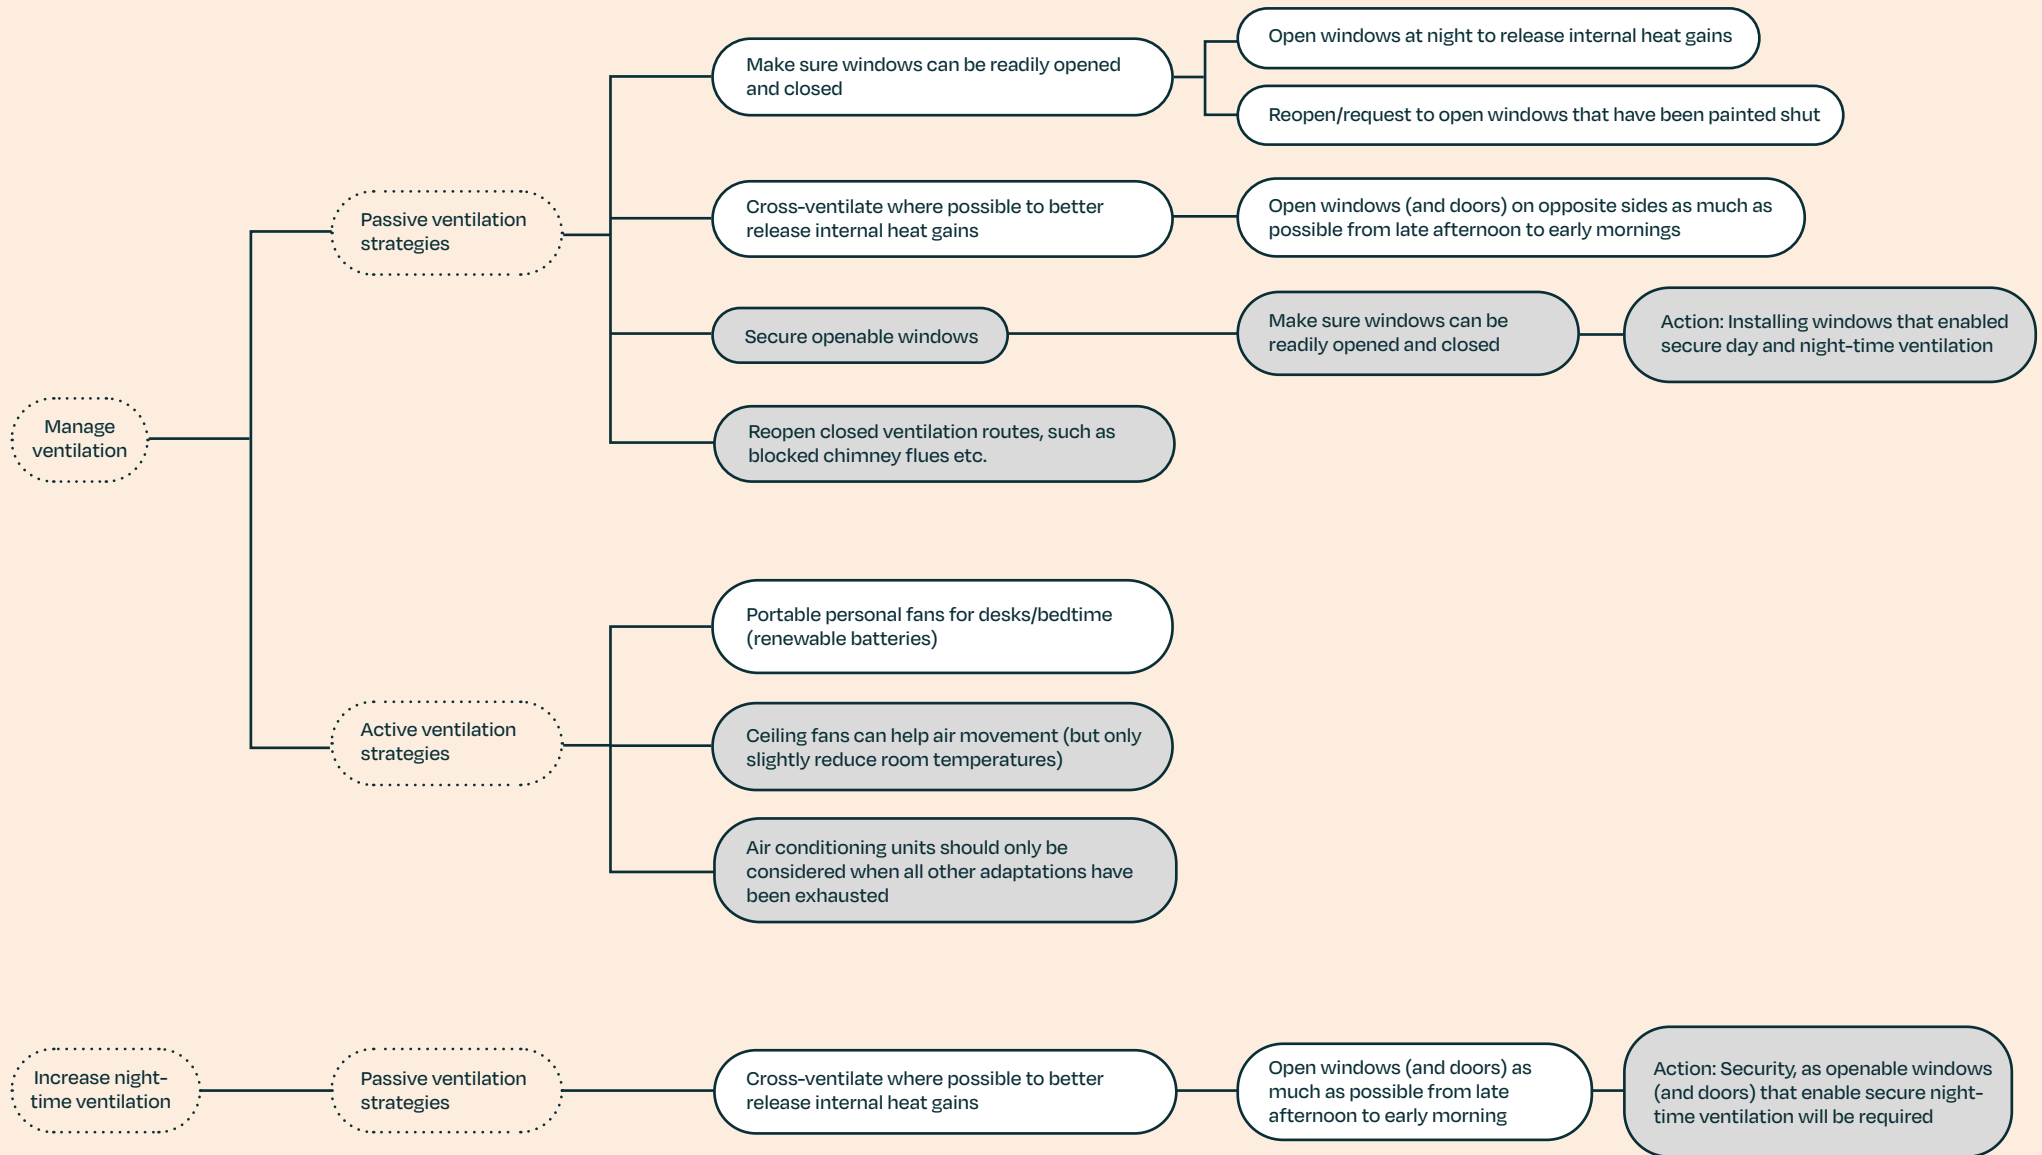 Manage
ventilation
Passive ventilation
strategies
Make sure windows can be readily opened
and closed
Open windows at night to release internal heat gains
Reopen/request to open windows that have been painted shut
Cross-ventilate where possible to better
release internal heat gains
Open windows (and doors) on opposite sides as much as
possible from late afternoon to early mornings
Secure openable windows
Make sure windows can be
readily opened and closed
Action: Installing windows that enabled
secure day and night-time ventilation
Reopen closed ventilation routes, such as
blocked chimney flues etc.
Active ventilation
strategies
Portable personal fans for desks/bedtime
(renewable batteries)
Ceiling fans can help air movement (but only
slightly reduce room temperatures)
Air conditioning units should only be
considered when all other adaptations have
been exhausted
Increase night-
time ventilation
Passive ventilation
strategies
Cross-ventilate where possible to better
release internal heat gains
Open windows (and doors) as
much as possible from late
afternoon to early morning
Action: Security, as openable windows
(and doors) that enable secure night-
time ventilation will be required